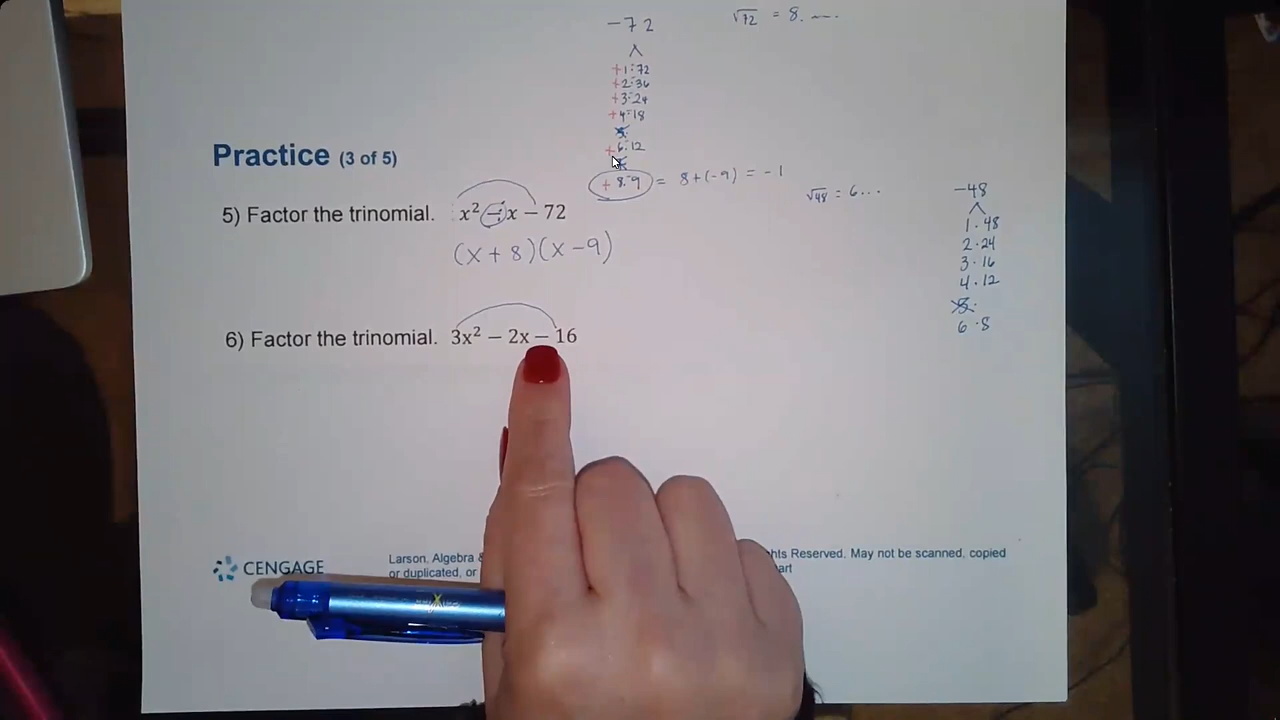 -72
√72 = 8. ....
+1·-72
+2·-36
+3·-24
+4·-18
5·
+6·-12
+8·-9 = 8+(-9) = -1
Practice (3 of 5)
√48 = 6...
-48
1·48
2·24
3·16
4·12
5·
6·8
5) Factor the trinomial. x² − x − 72
(x + 8)(x - 9)
6) Factor the trinomial. 3x² − 2x − 16
CENGAGE
Larson, Algebra &
hts Reserved. May not be scanned, copied
or duplicated, or
art